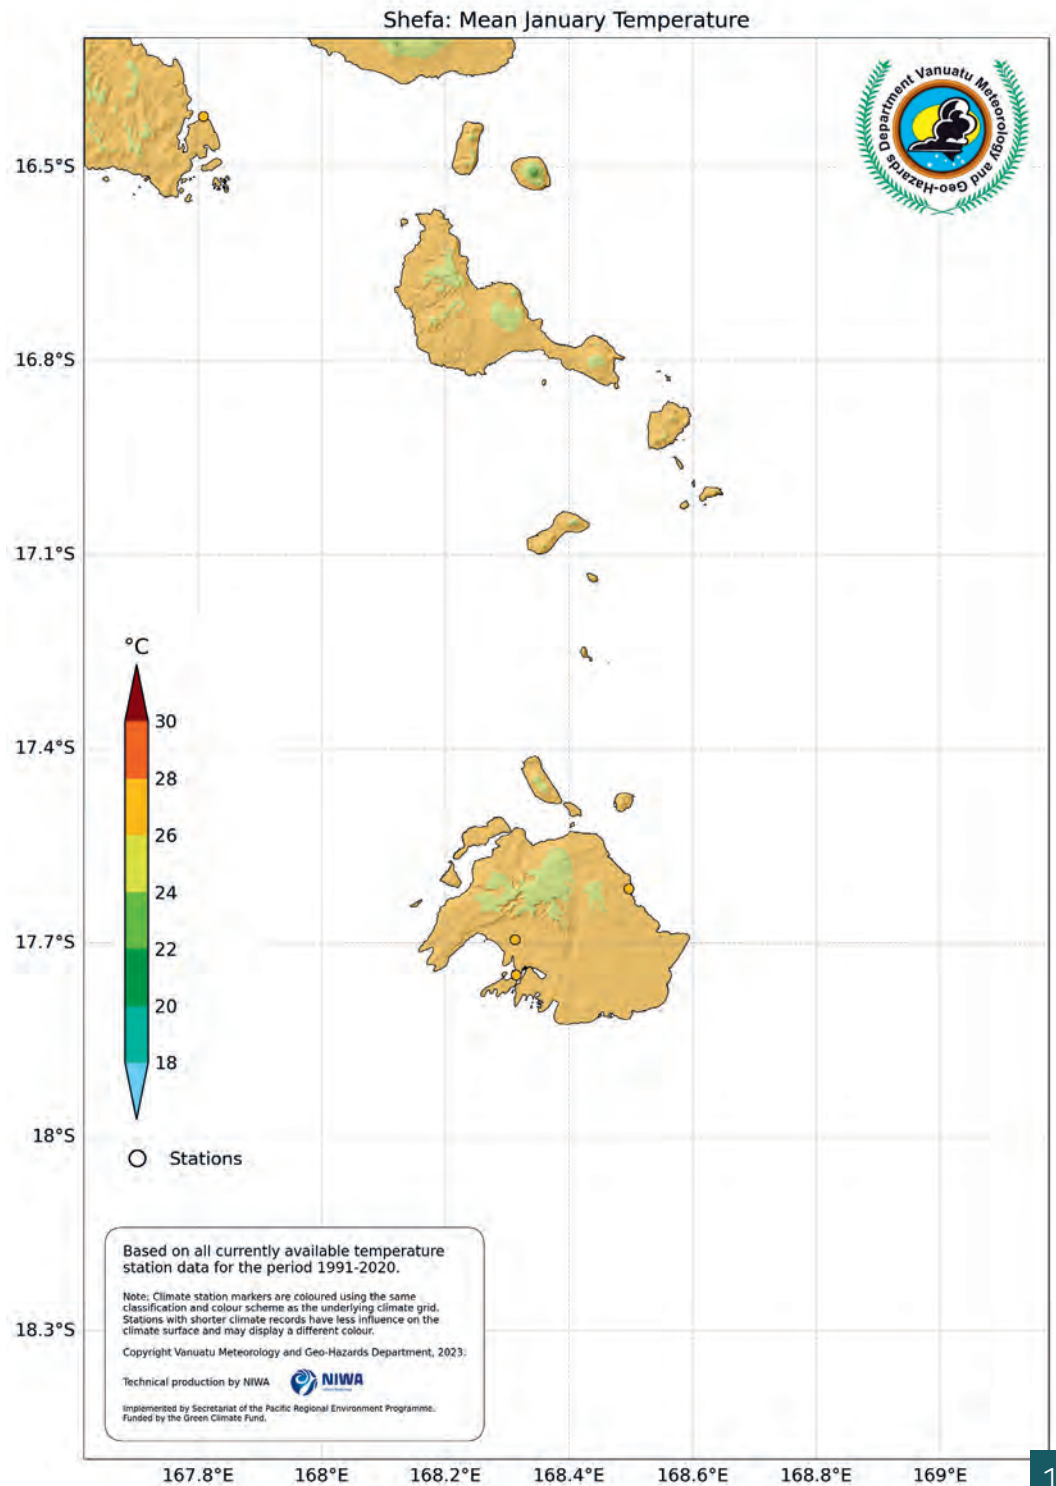 Shefa: Mean January Temperature
Vanuatu Meteorology and Geo-Hazards Department
16.5°S
16.8°S
17.1°S
17.4°S
17.7°S
18°S
18.3°S
°C
30
28
26
24
22
20
18
Stations
Based on all currently available temperature
station data for the period 1991-2020.
Note: Climate station markers are coloured using the same
classification and colour scheme as the underlying climate grid.
Stations with shorter climate records have less influence on the
climate surface and may display a different colour.
Copyright Vanuatu Meteorology and Geo-Hazards Department, 2023.
Technical production by NIWA
NIWA
Implemented by Secretariat of the Pacific Regional Environment Programme.
Funded by the Green Climate Fund.
167.8°E
168°E
168.2°E
168.4°E
168.6°E
168.8°E
169°E